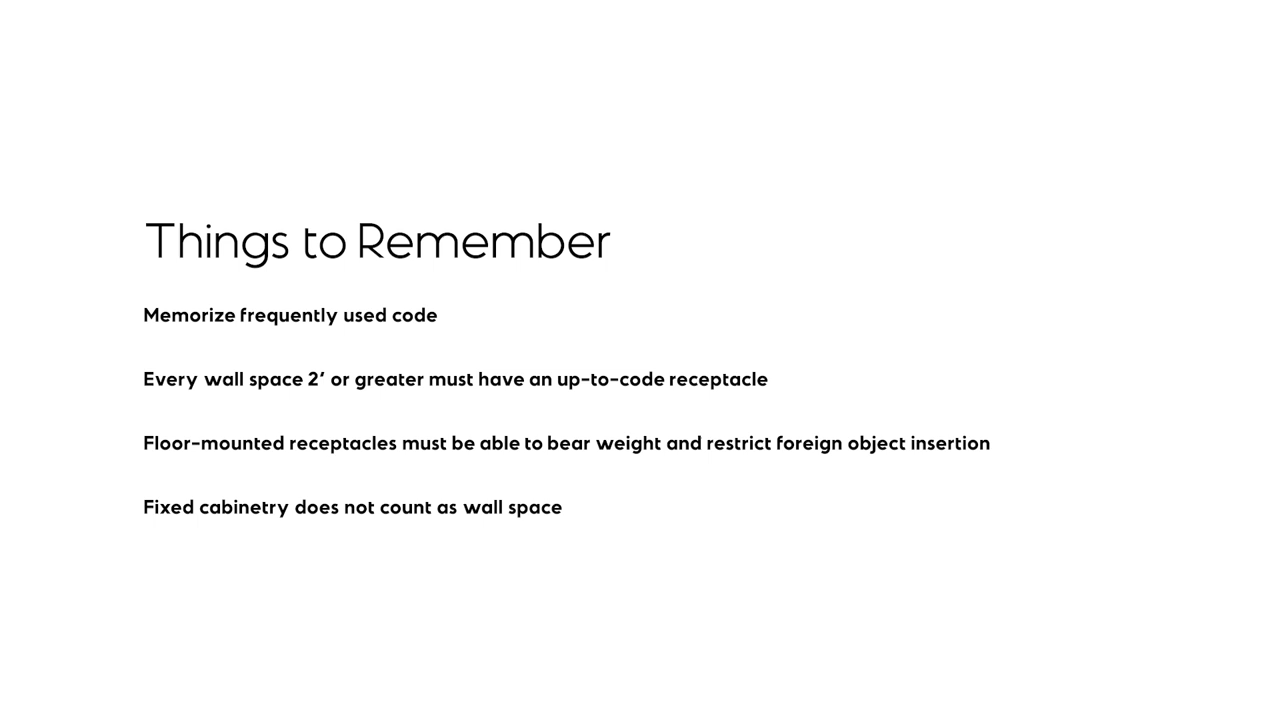 Things to Remember
Memorize frequently used code
Every wall space 2’ or greater must have an up-to-code receptacle
Floor-mounted receptacles must be able to bear weight and restrict foreign object insertion
Fixed cabinetry does not count as wall space